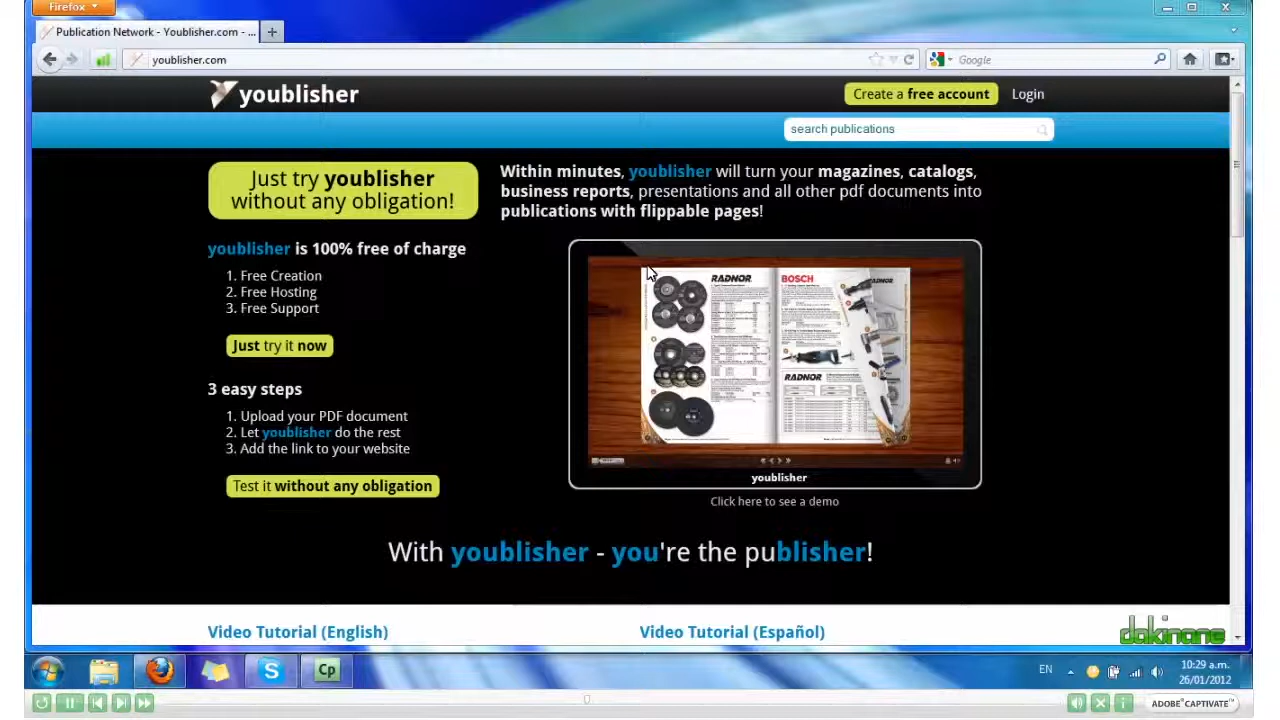 Firefox
Publication Network - Youblisher.com - ...
youblisher.com
Google
youblisher
Create a free account
Login
search publications
Just try youblisher
without any obligation!
Within minutes, youblisher will turn your magazines, catalogs,
business reports, presentations and all other pdf documents into
publications with flippable pages!
youblisher is 100% free of charge
1. Free Creation
2. Free Hosting
3. Free Support
Just try it now
3 easy steps
1. Upload your PDF document
2. Let youblisher do the rest
3. Add the link to your website
Test it without any obligation
RADNOR
BOSCH
RADNOR
RADNOR
youblisher
Click here to see a demo
With youblisher - you're the publisher!
Video Tutorial (English)
Video Tutorial (Español)
dakinane
Cp
EN
10:29 a.m.
26/01/2012
ADOBE CAPTIVATE